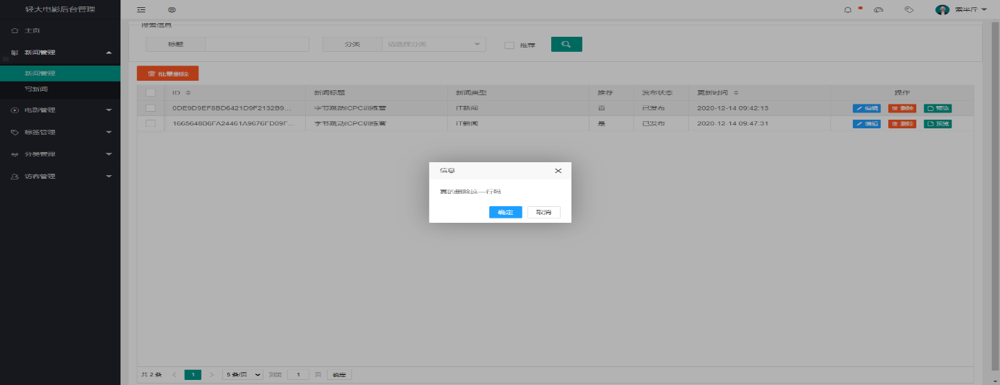 轻大电影后台管理
索半斤
主页
新闻管理
新闻管理
写新闻
电影管理
标签管理
分类管理
访客管理
搜索信息
标题 分类 请选择分类 推荐
批量删除
ID 新闻标题 新闻类型 推荐 发布状态 更新时间 操作
0DE9D9EF8BD6421D9F2132B9... 字节跳动ICPC训练营 IT新闻 否 已发布 2020-12-14 09:42:13 编辑 删除 预览
1665648B6FA24461A9676FD09F... 字节跳动ICPC训练营 IT新闻 是 已发布 2020-12-14 09:47:31 编辑 删除 预览
信息
真的删除这一行吗
确定 取消
共 2 条 1 5 条/页 到第 1 页 确定